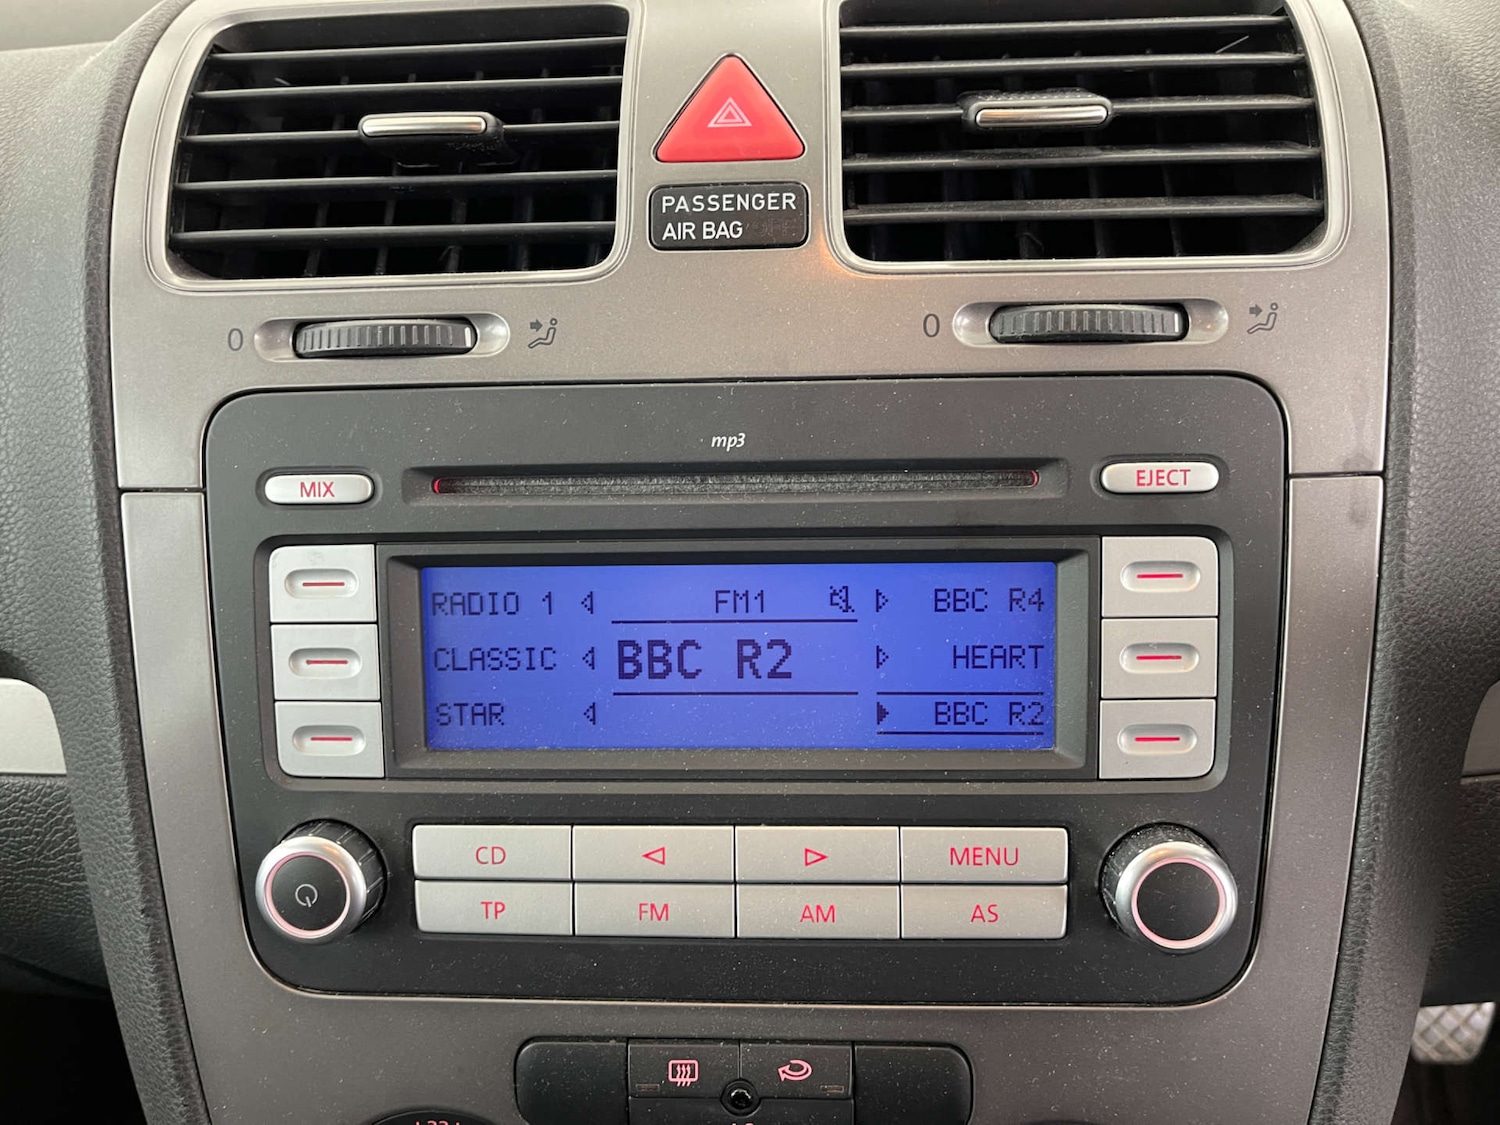 PASSENGER
AIR BAG
0
0
mp3
MIX
EJECT
RADIO 1 FM1 BBC R4
CLASSIC BBC R2 HEART
STAR BBC R2
CD MENU
TP FM AM AS